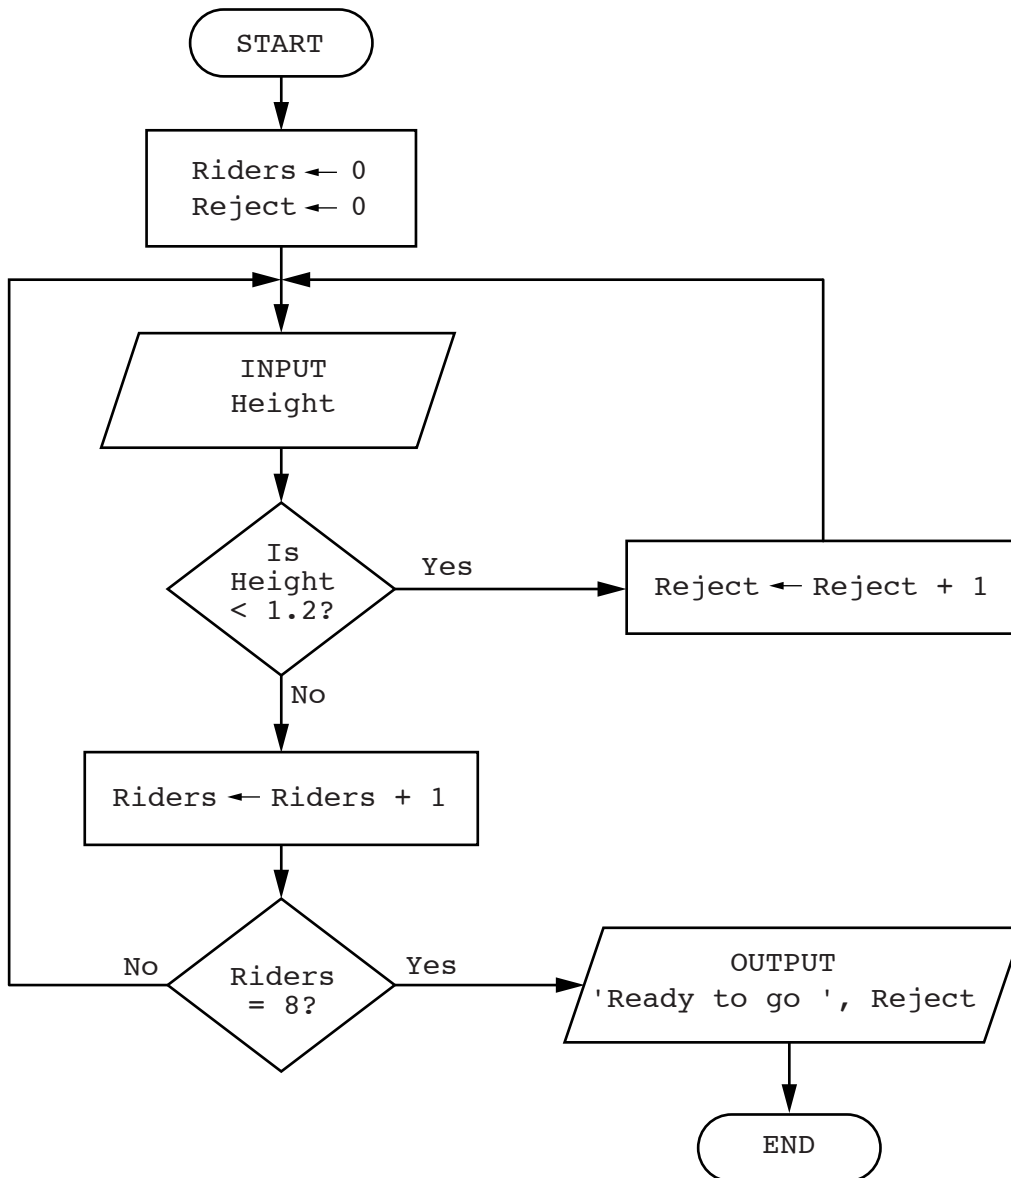 START
Riders ← 0
Reject ← 0
INPUT
Height
Is
Height
< 1.2?
Yes
Reject ← Reject + 1
No
Riders ← Riders + 1
Riders
= 8?
No
Yes
OUTPUT
'Ready to go ', Reject
END